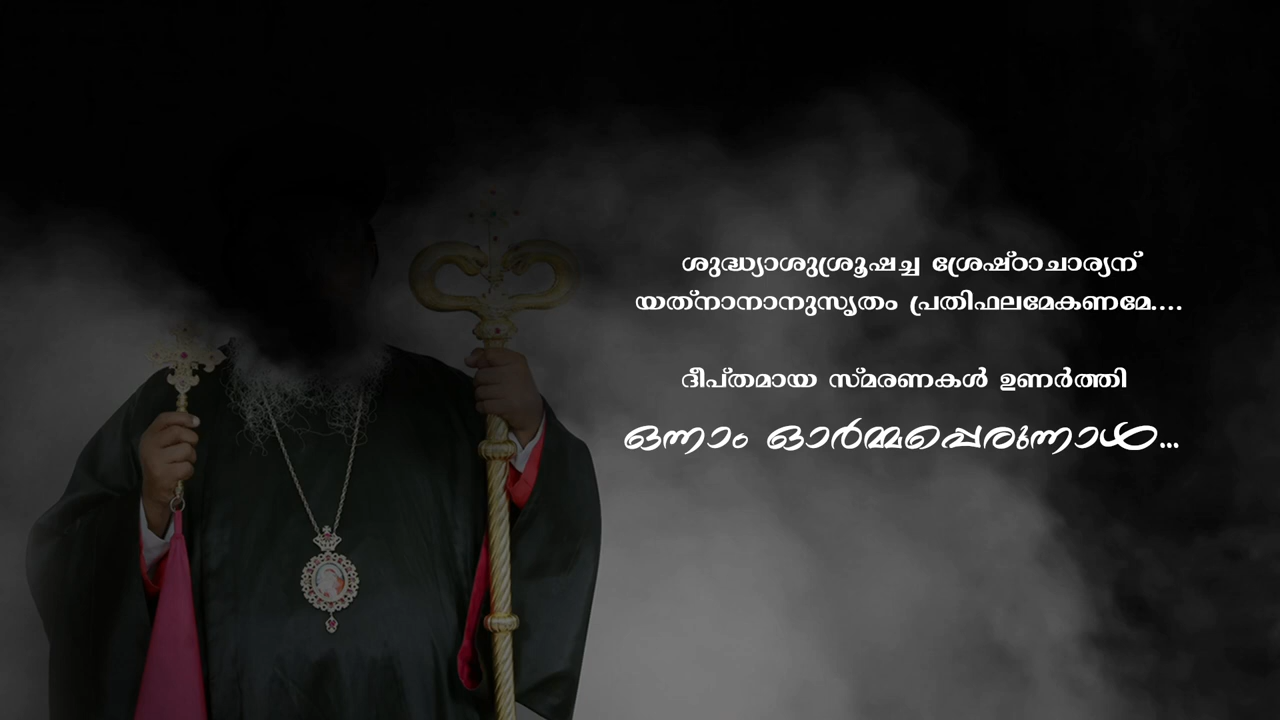 ശുദ്ധ്യാശുശ്രൂഷച്ച ശ്രേഷ്ഠാചാര്യന്
യത്നാനാനുസൃതം പ്രതിഫലമേകണമേ....
ദീപ്തമായ സ്മരണകൾ ഉണർത്തി
ഒന്നാം ഓർമ്മപ്പെരുന്നാൾ...